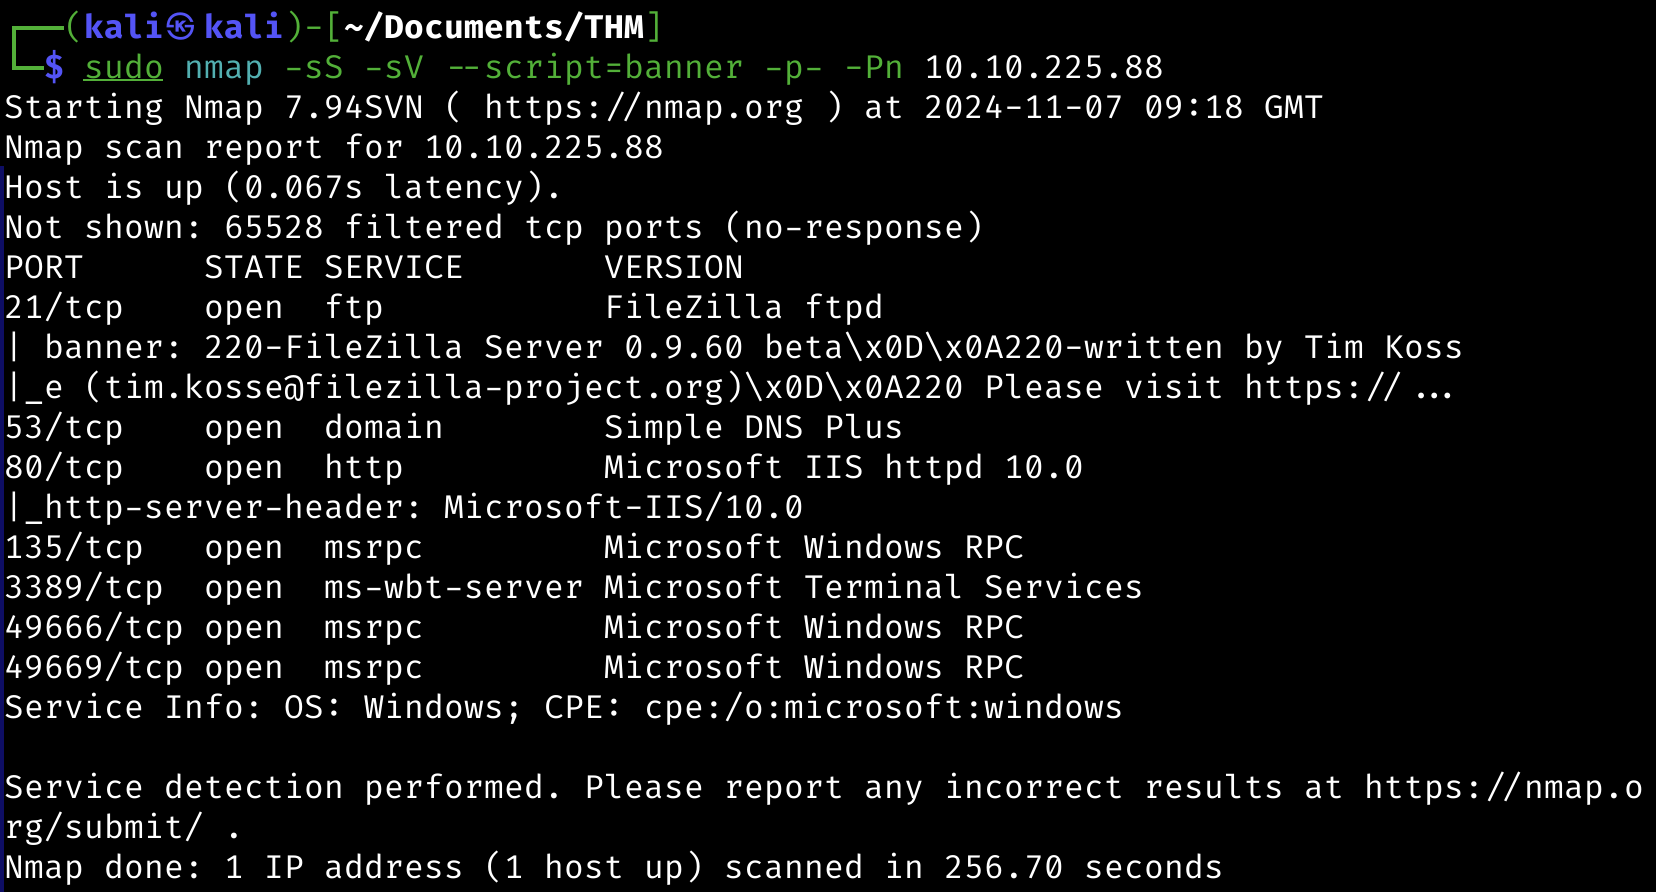 ┌──(kali㉿kali)-[~/Documents/THM]
└─$ sudo nmap -sS -sV --script=banner -p- -Pn 10.10.225.88
Starting Nmap 7.94SVN ( https://nmap.org ) at 2024-11-07 09:18 GMT
Nmap scan report for 10.10.225.88
Host is up (0.067s latency).
Not shown: 65528 filtered tcp ports (no-response)
PORT      STATE SERVICE       VERSION
21/tcp    open  ftp           FileZilla ftpd
| banner: 220-FileZilla Server 0.9.60 beta\x0D\x0A220-written by Tim Koss
|_e (tim.kosse@filezilla-project.org)\x0D\x0A220 Please visit https://...
53/tcp    open  domain        Simple DNS Plus
80/tcp    open  http          Microsoft IIS httpd 10.0
|_http-server-header: Microsoft-IIS/10.0
135/tcp   open  msrpc         Microsoft Windows RPC
3389/tcp  open  ms-wbt-server Microsoft Terminal Services
49666/tcp open  msrpc         Microsoft Windows RPC
49669/tcp open  msrpc         Microsoft Windows RPC
Service Info: OS: Windows; CPE: cpe:/o:microsoft:windows
Service detection performed. Please report any incorrect results at https://nmap.o
rg/submit/ .
Nmap done: 1 IP address (1 host up) scanned in 256.70 seconds